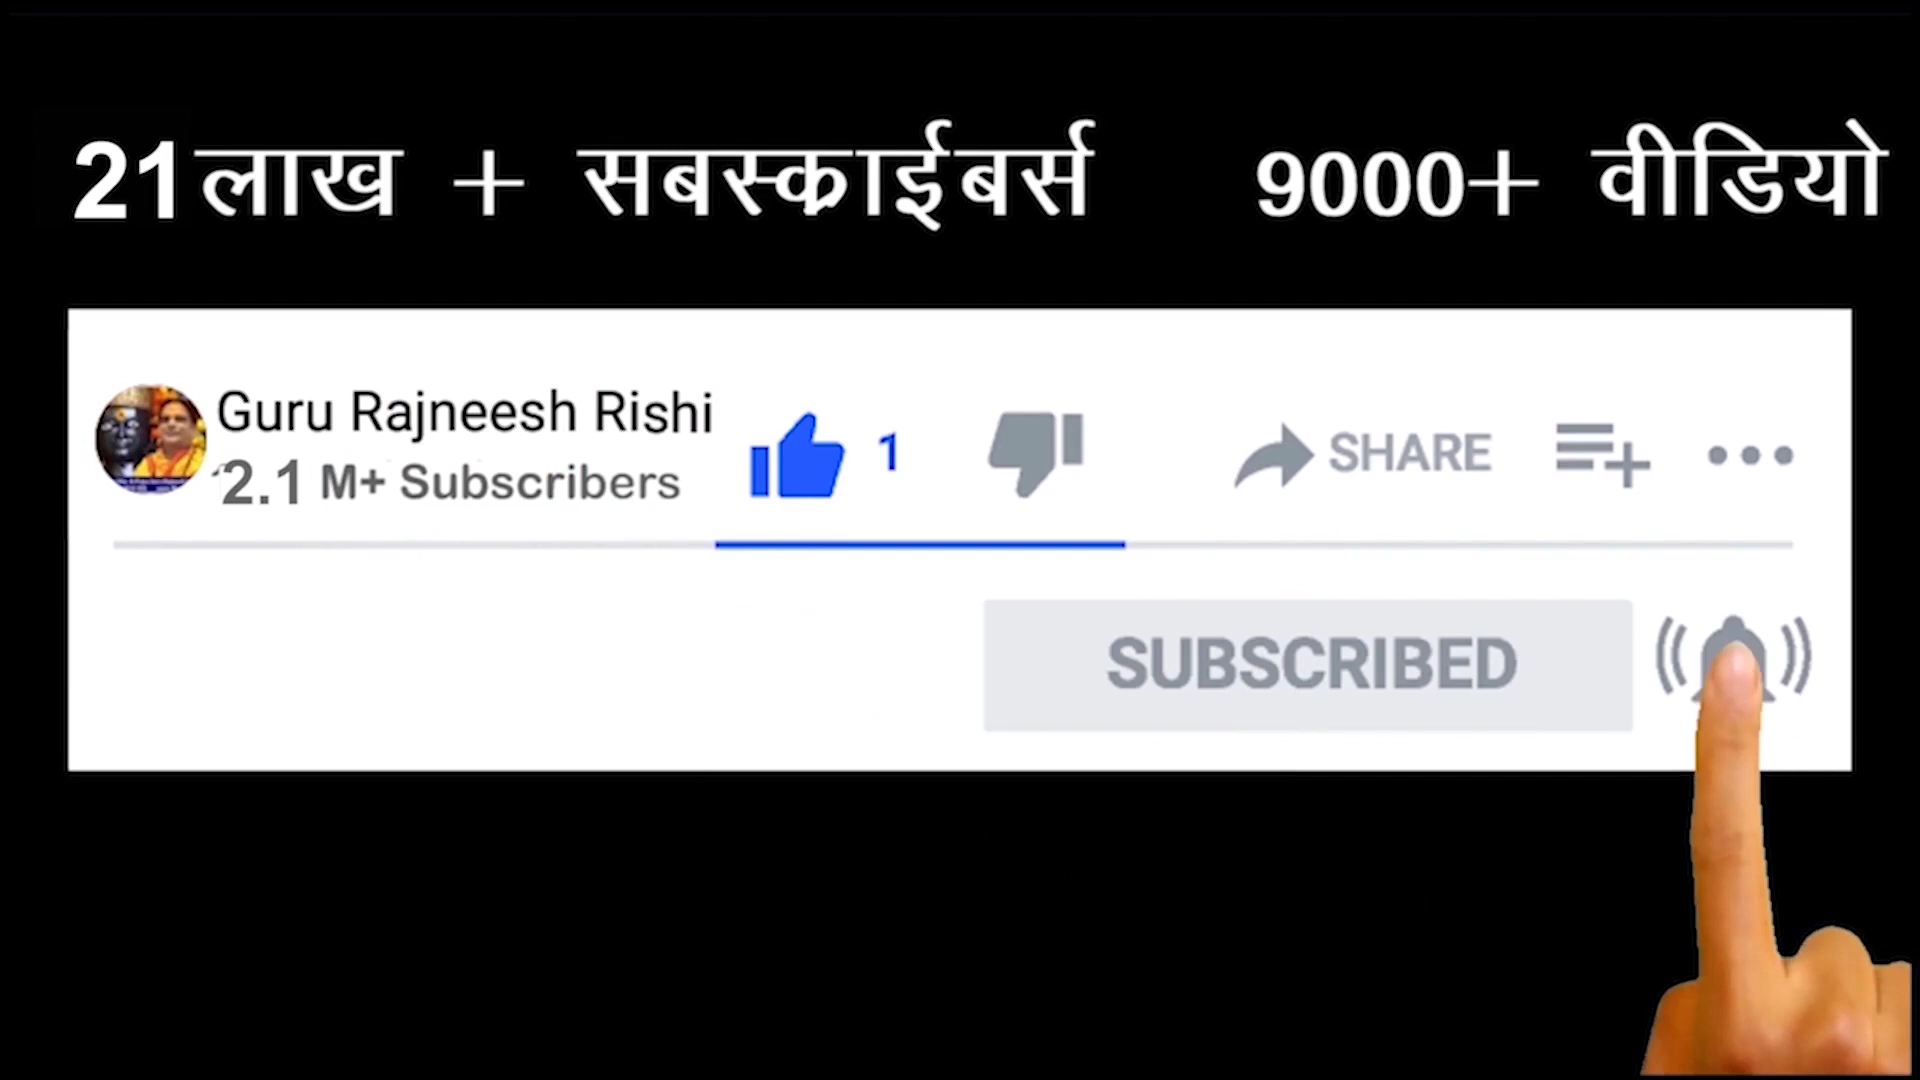 21लाख + सबस्क्राईबर्स 9000+ वीडियो
Guru Rajneesh Rishi
2.1 M+ Subscribers
1
SHARE
SUBSCRIBED